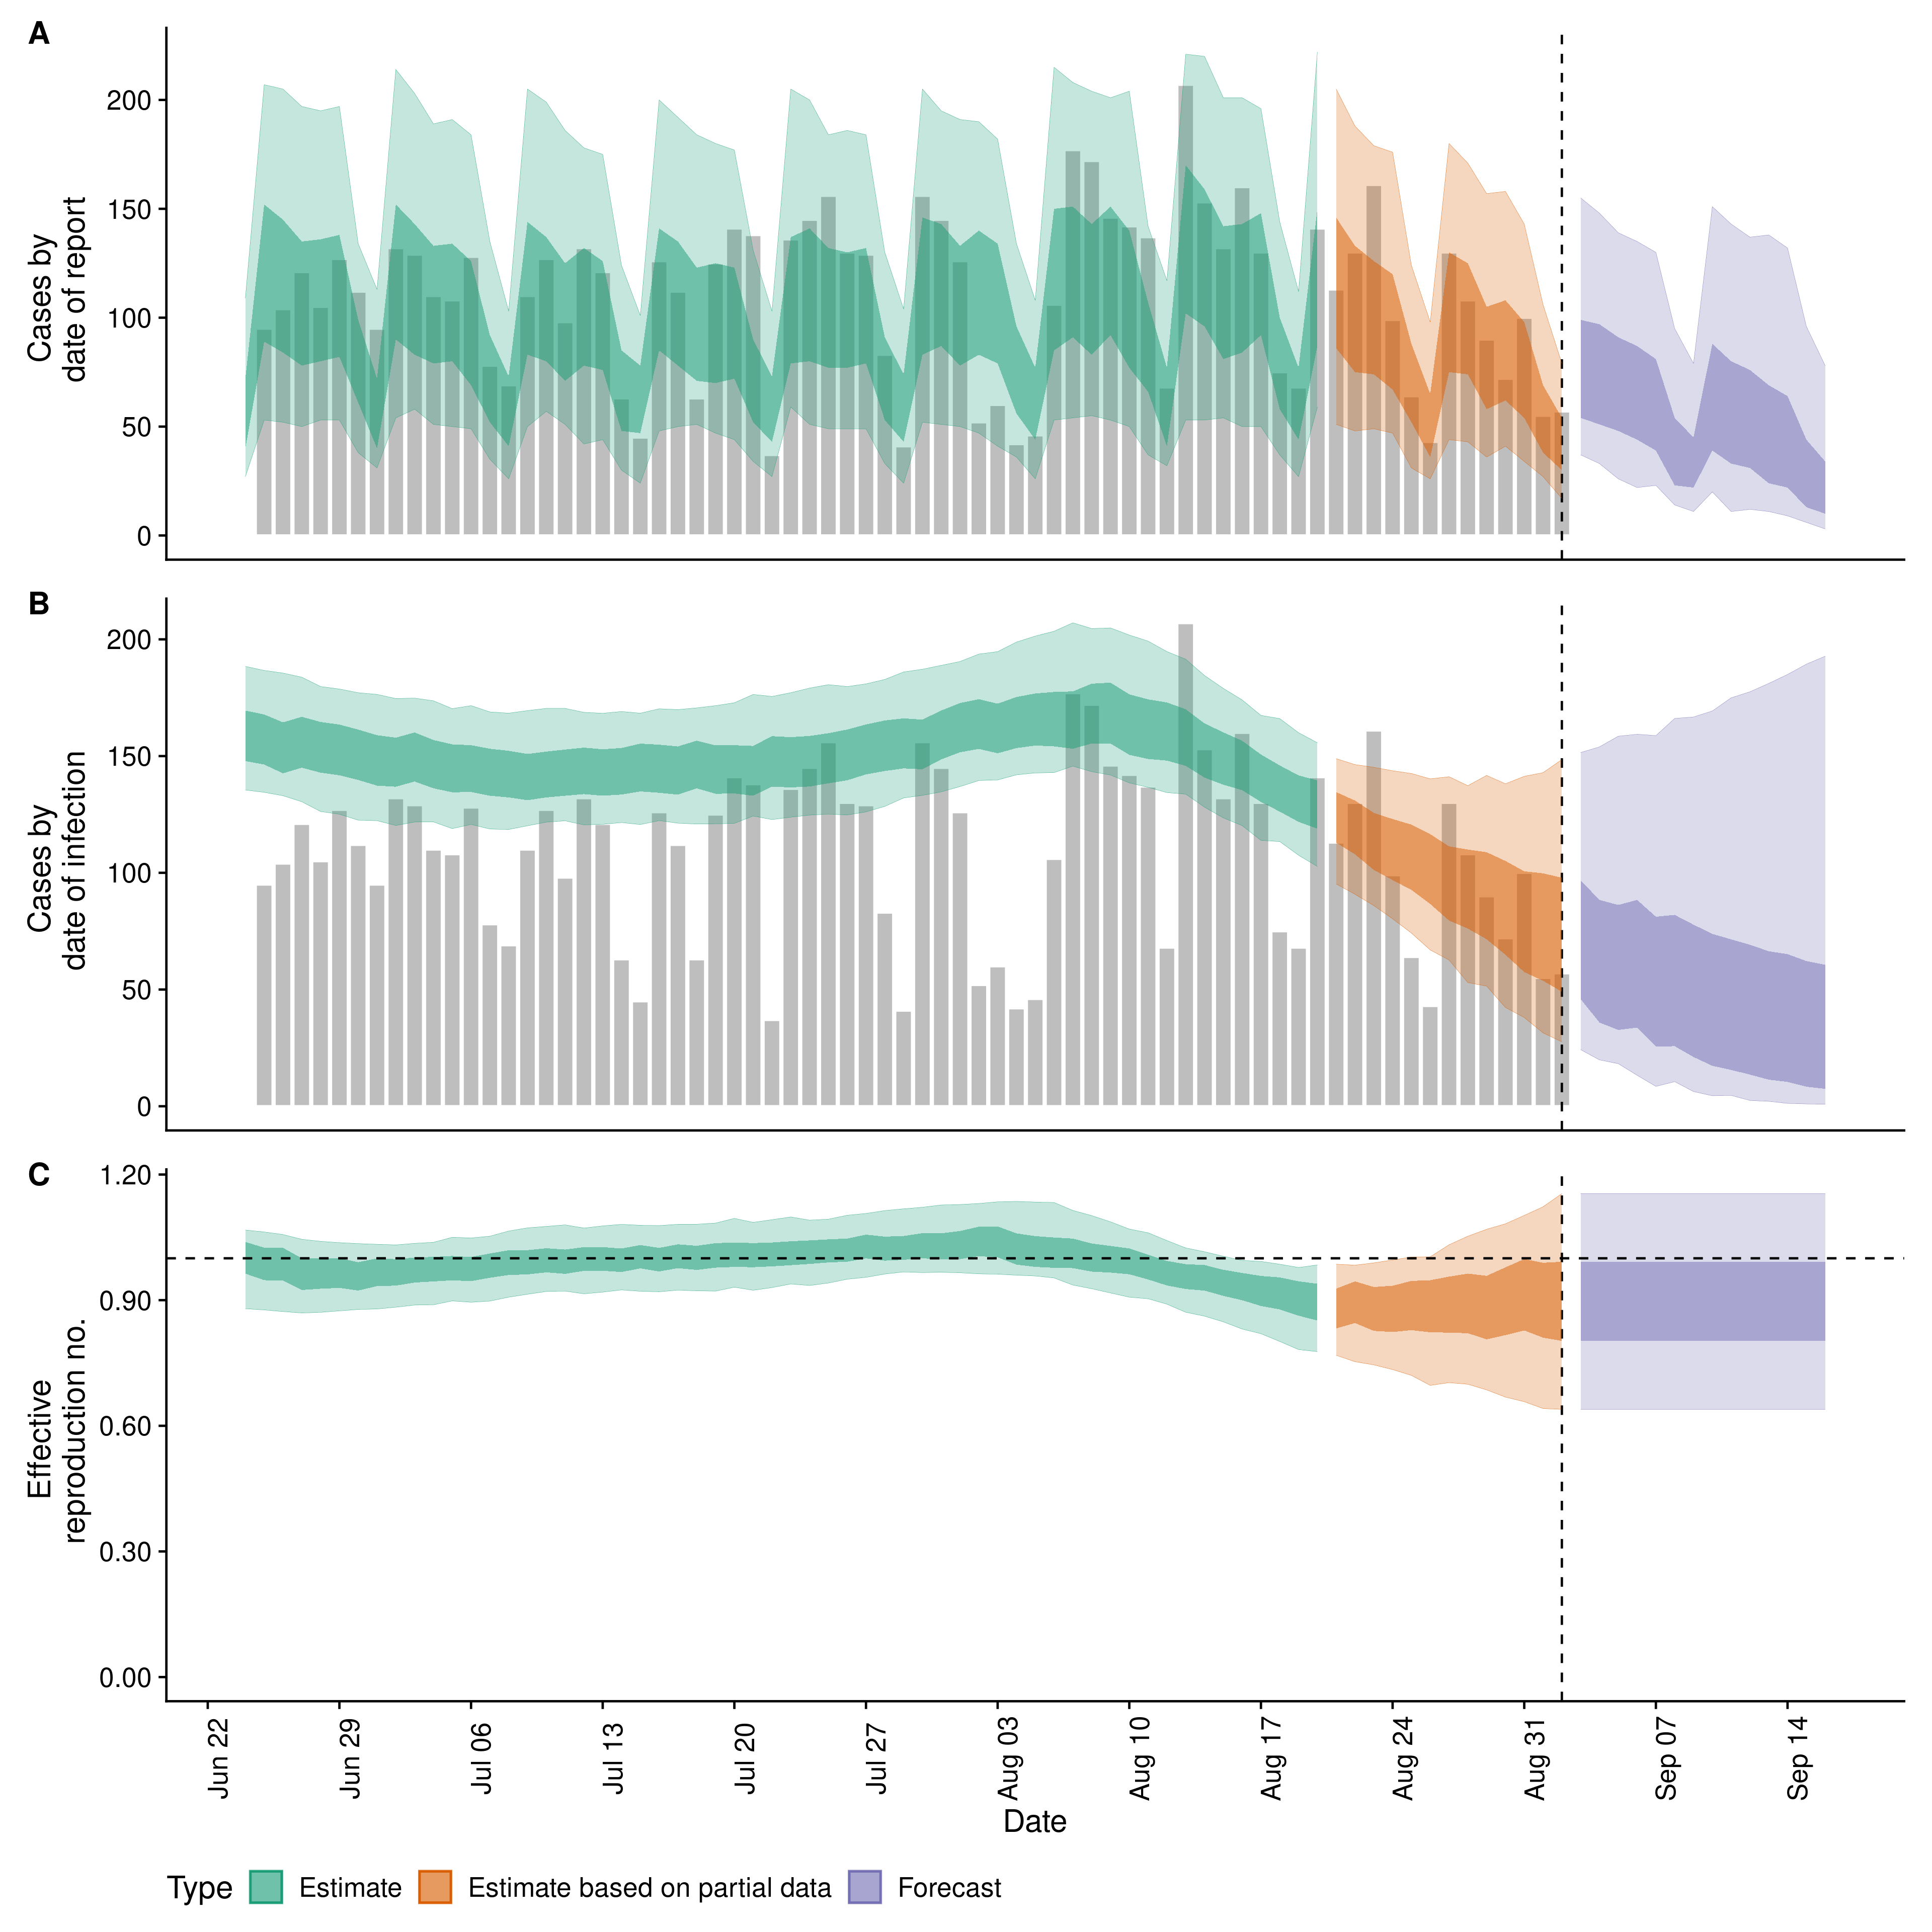 A
Cases by
date of report
200
150
100
50
0
B
Cases by
date of infection
200
150
100
50
0
C
Effective
reproduction no.
1.20
0.90
0.60
0.30
0.00
Jun 22
Jun 29
Jul 06
Jul 13
Jul 20
Jul 27
Aug 03
Aug 10
Aug 17
Aug 24
Aug 31
Sep 07
Sep 14
Date
Type Estimate Estimate based on partial data Forecast